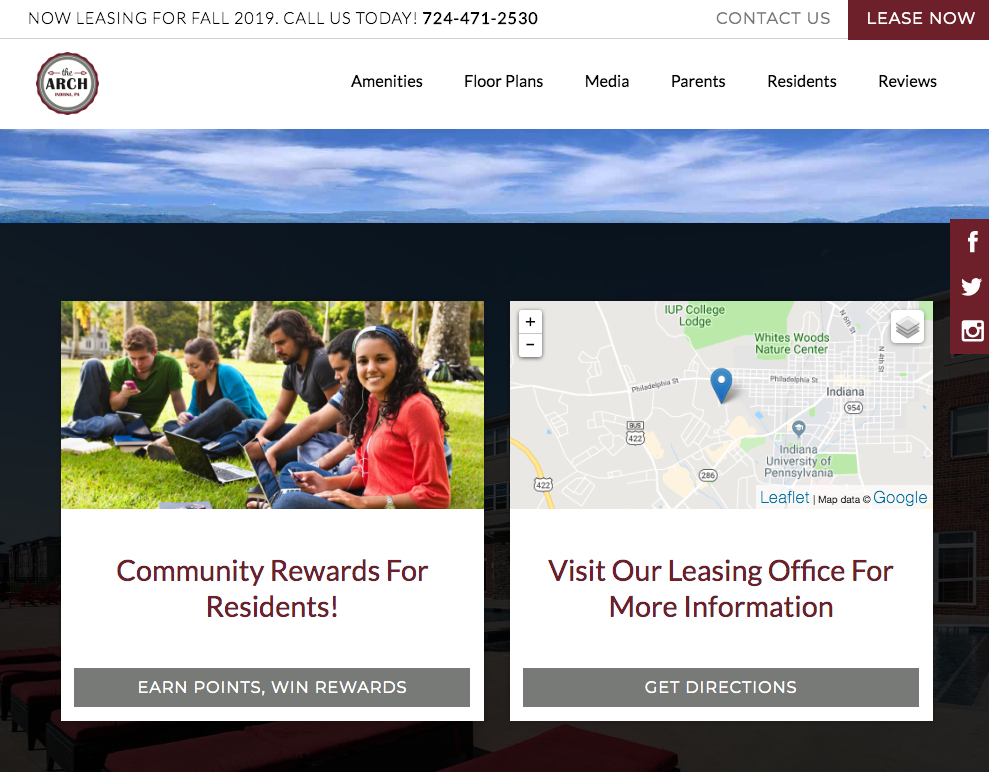 NOW LEASING FOR FALL 2019. CALL US TODAY! 724-471-2530
CONTACT US
LEASE NOW
the
ARCH
INDIANA, PA
Amenities
Floor Plans
Media
Parents
Residents
Reviews
+
−
IUP College
Lodge
Whites Woods
Nature Center
N 6th St
N 4th St
Philadelphia St
Philadelphia St
Indiana
954
BUS
422
Indiana
University of
Pennsylvania
286
422
Leaflet | Map data © Google
Community Rewards For
Residents!
EARN POINTS, WIN REWARDS
Visit Our Leasing Office For
More Information
GET DIRECTIONS